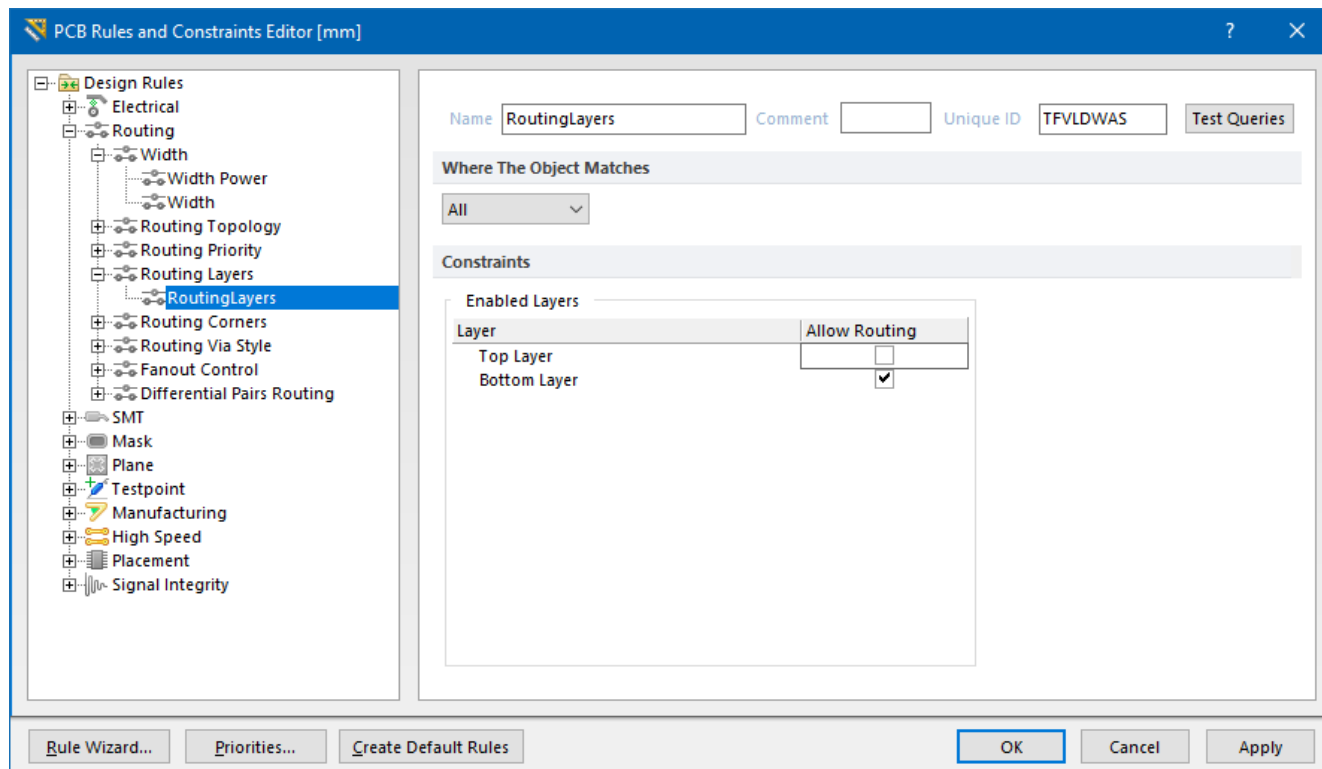 PCB Rules and Constraints Editor [mm]
?
Design Rules
Electrical
Routing
Width
Width Power
Width
Routing Topology
Routing Priority
Routing Layers
RoutingLayers
Routing Corners
Routing Via Style
Fanout Control
Differential Pairs Routing
SMT
Mask
Plane
Testpoint
Manufacturing
High Speed
Placement
Signal Integrity
Name RoutingLayers Comment Unique ID TFVLDWAS Test Queries
Where The Object Matches
All
Constraints
Enabled Layers
Layer Allow Routing
Top Layer
Bottom Layer
Rule Wizard... Priorities... Create Default Rules OK Cancel Apply